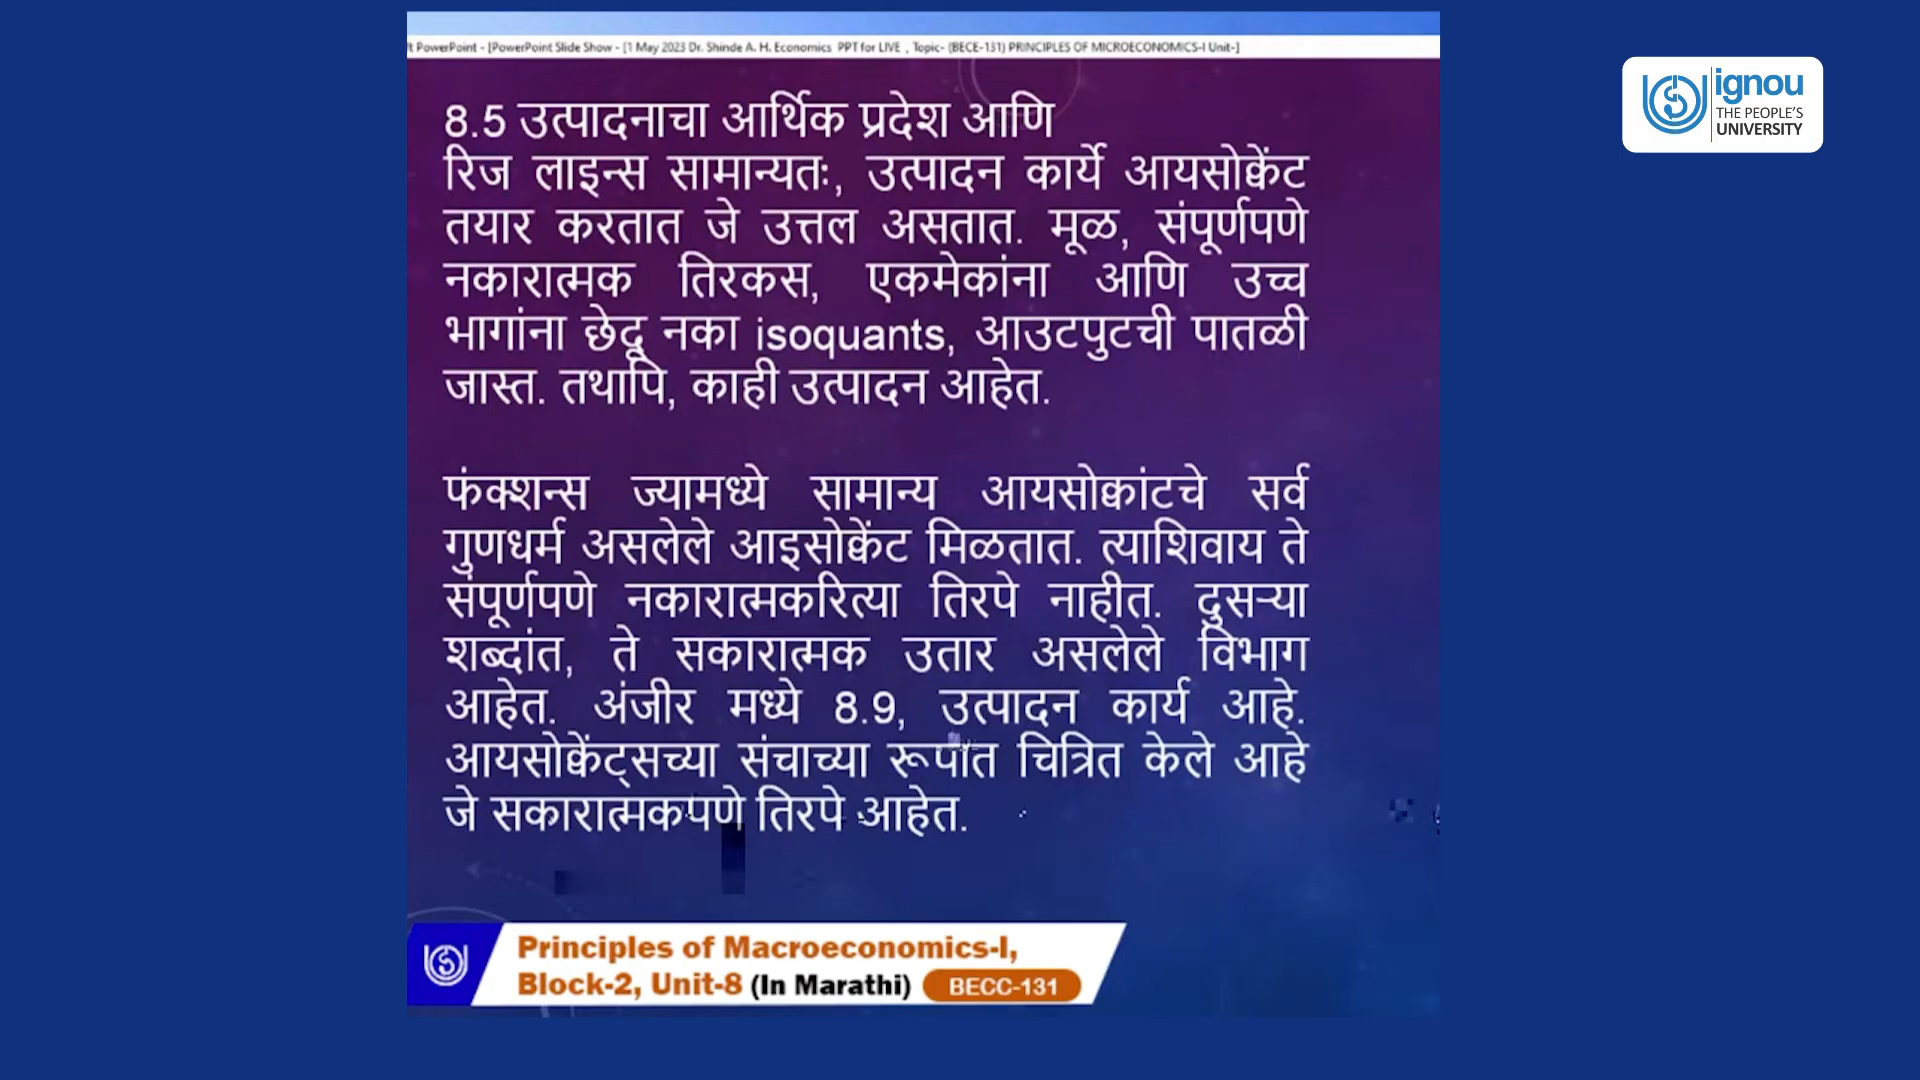 t PowerPoint - [PowerPoint Slide Show - [1 May 2023 Dr. Shinde A. H. Economics PPT for LIVE , Topic- (BECE-131) PRINCIPLES OF MICROECONOMICS-I Unit-]
ignou
THE PEOPLE'S
UNIVERSITY
8.5 उत्पादनाचा आर्थिक प्रदेश आणि
रिज लाइन्स सामान्यतः, उत्पादन कार्ये आयसोक्वेंट
तयार करतात जे उत्तल असतात. मूळ, संपूर्णपणे
नकारात्मक तिरकस, एकमेकांना आणि उच्च
भागांना छेदू नका isoquants, आउटपुटची पातळी
जास्त. तथापि, काही उत्पादन आहेत.
फंक्शन्स ज्यामध्ये सामान्य आयसोक्वांटचे सर्व
गुणधर्म असलेले आइसोक्वेंट मिळतात. त्याशिवाय ते
संपूर्णपणे नकारात्मकरित्या तिरपे नाहीत. दुसऱ्या
शब्दांत, ते सकारात्मक उतार असलेले विभाग
आहेत. अंजीर मध्ये 8.9, उत्पादन कार्य आहे.
आयसोक्वेंट्सच्या संचाच्या रूपात चित्रित केले आहे
जे सकारात्मकपणे तिरपे आहेत.
Principles of Macroeconomics-I,
Block-2, Unit-8 (In Marathi) BECC-131